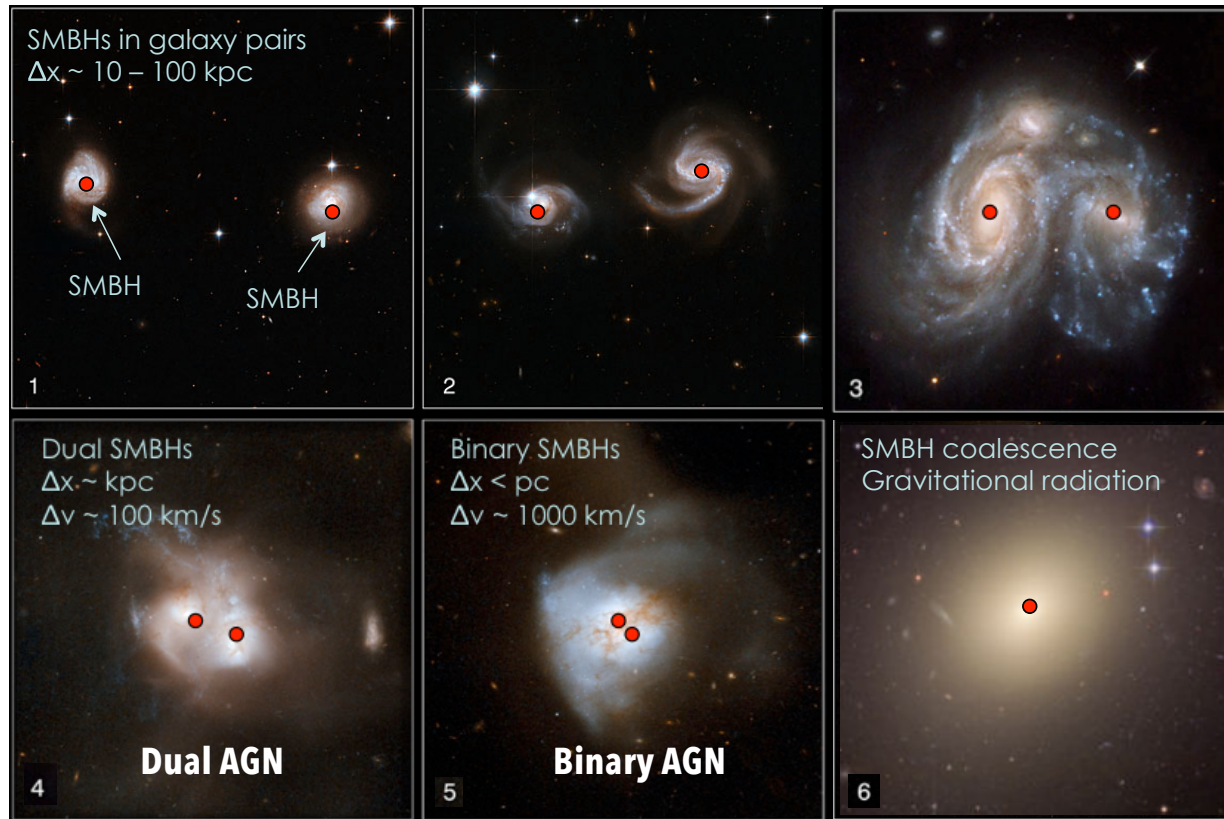 SMBHs in galaxy pairs
Δx ~ 10 – 100 kpc
SMBH
SMBH
1
2
3
Dual SMBHs
Δx ~ kpc
Δv ~ 100 km/s
Dual AGN
4
Binary SMBHs
Δx < pc
Δv ~ 1000 km/s
Binary AGN
5
SMBH coalescence
Gravitational radiation
6